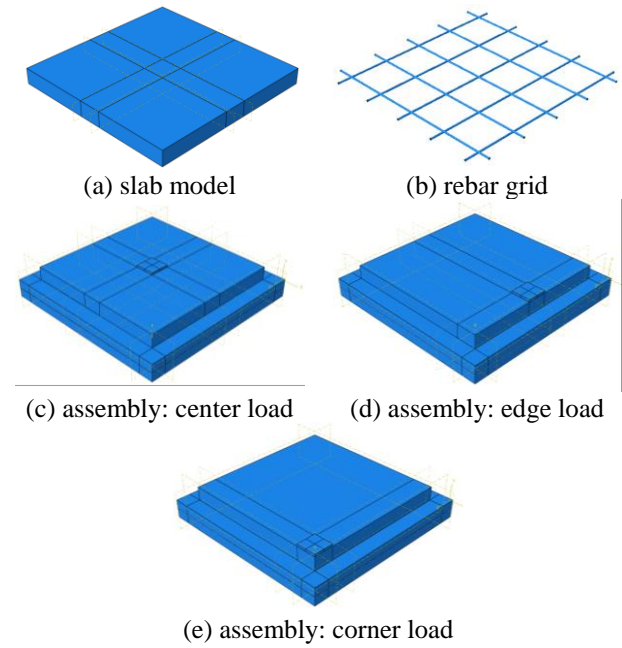 (a) slab model
(b) rebar grid
(c) assembly: center load
(d) assembly: edge load
(e) assembly: corner load